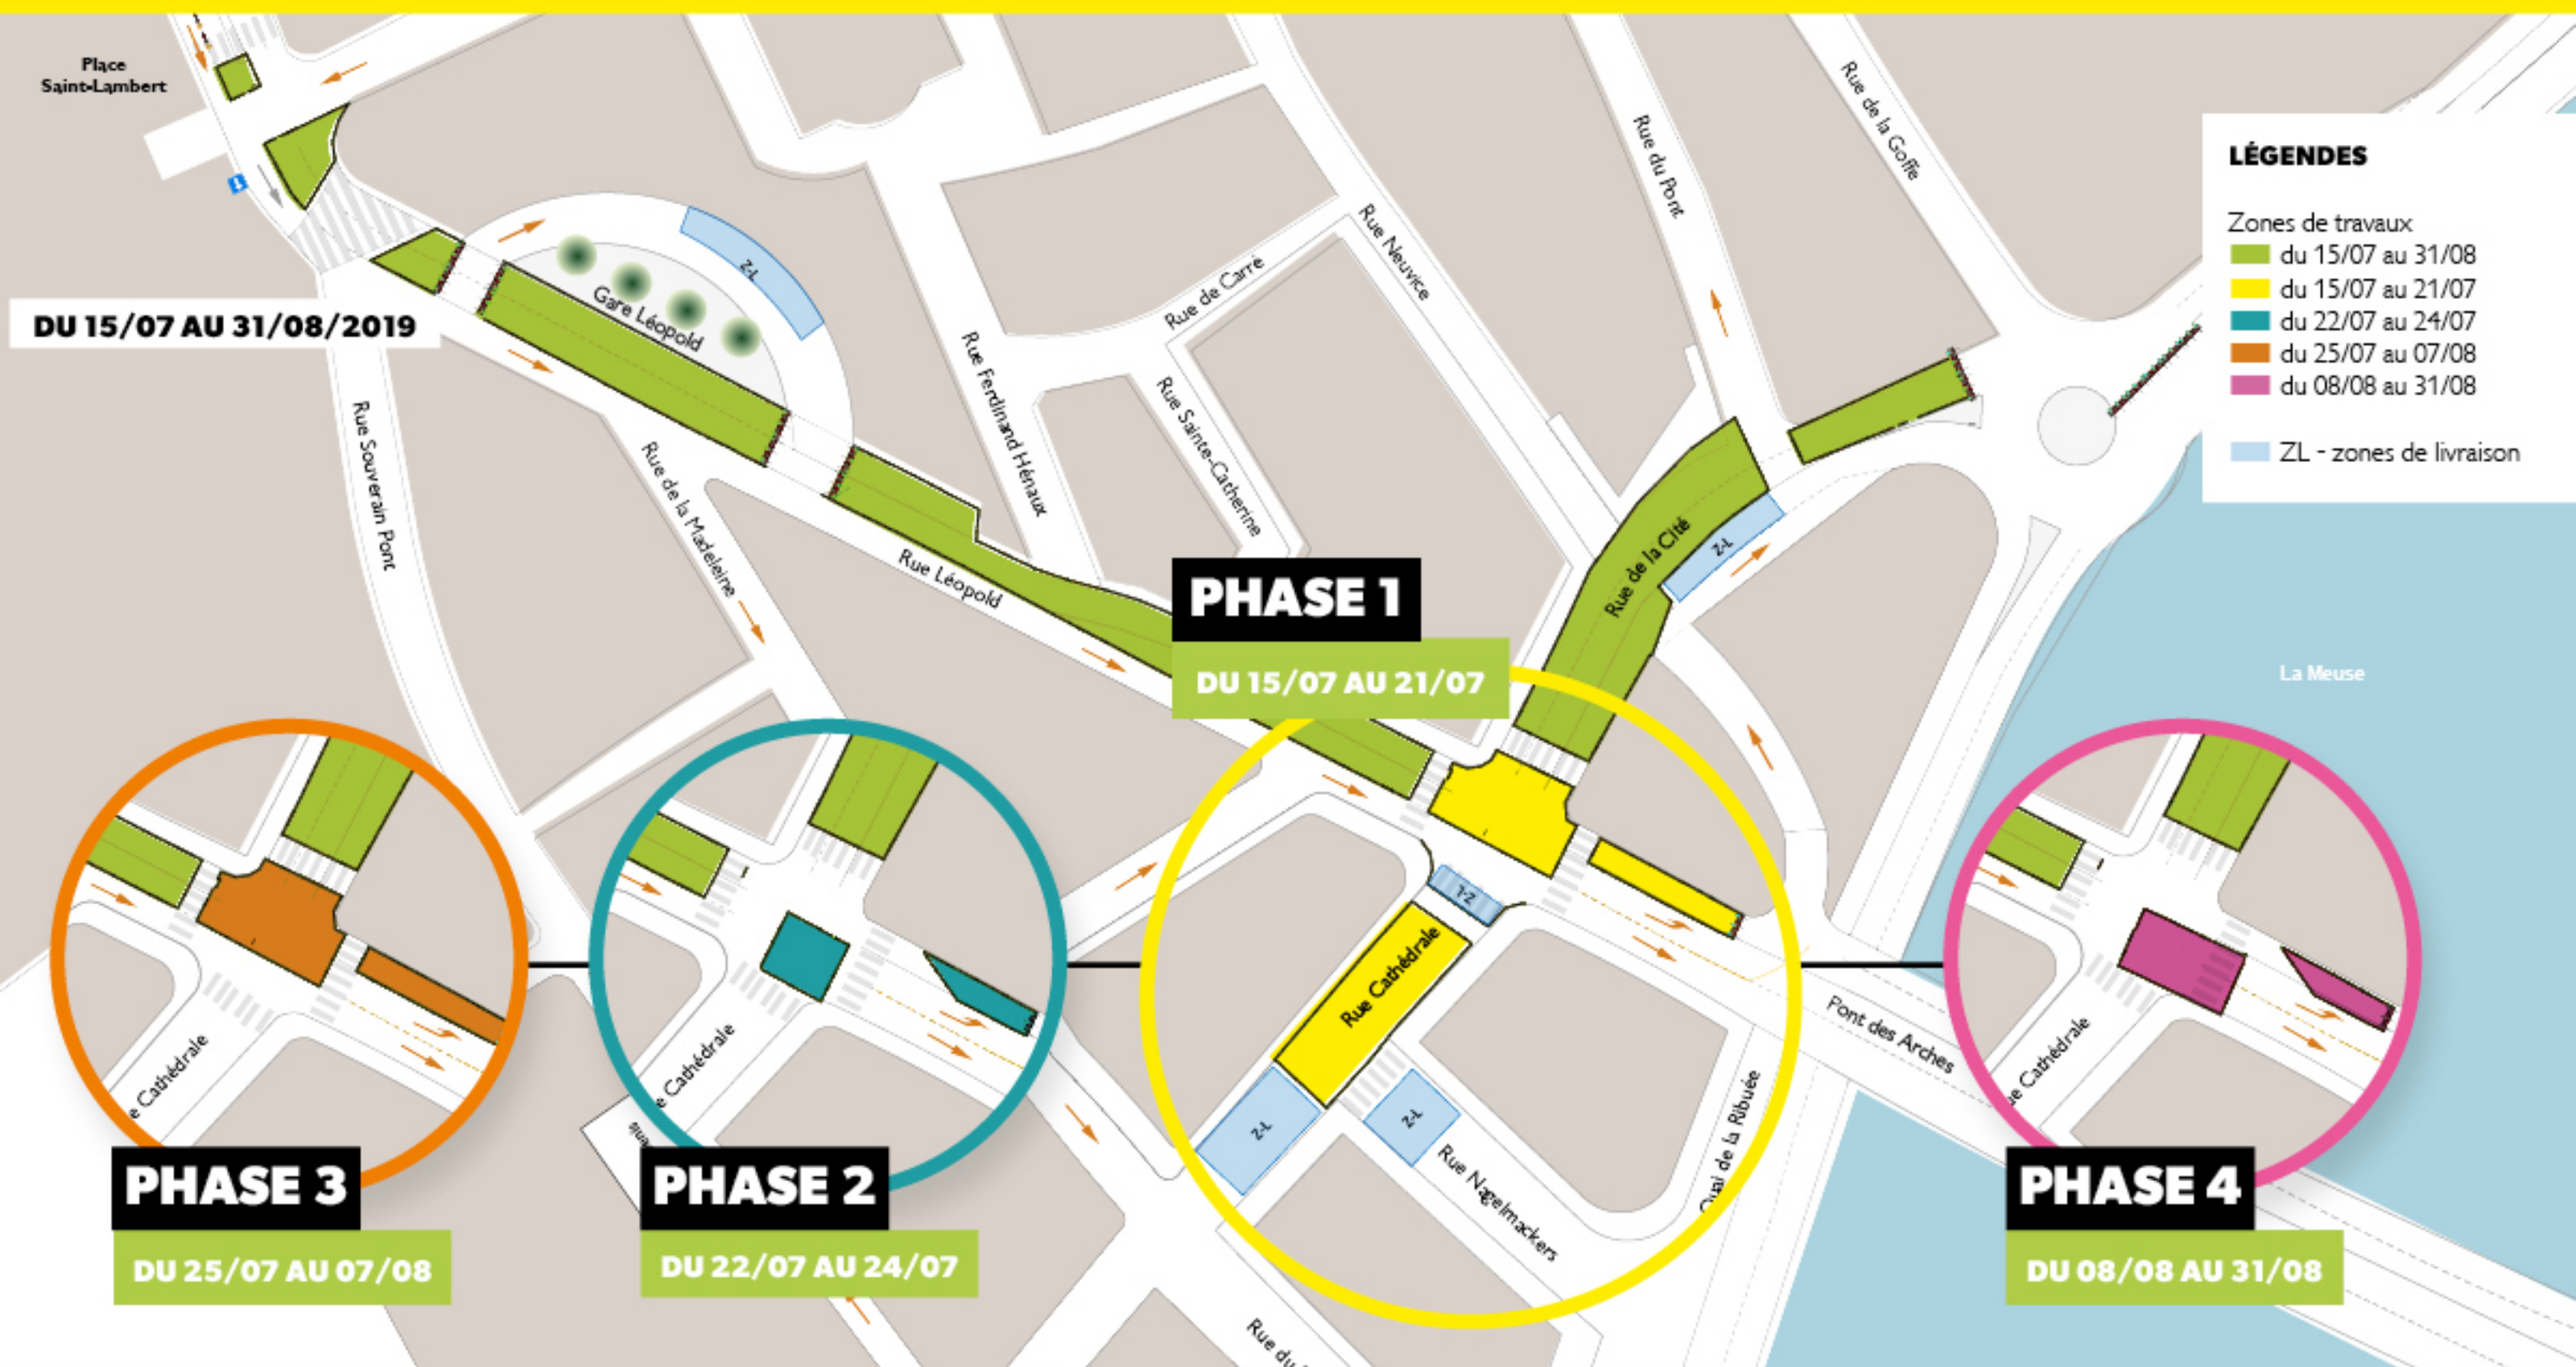 Place
Saint-Lambert
DU 15/07 AU 31/08/2019
Gare Léopold
Z-L
Rue Souverain Pont
Rue de la Madeleine
Rue Léopold
Rue Ferdinand Hénaux
Rue de Carré
Rue Sainte-Catherine
Rue Neuvice
Rue du Pont
Rue de la Goffe
Rue de la Cité
Z-L
LÉGENDES
Zones de travaux
du 15/07 au 31/08
du 15/07 au 21/07
du 22/07 au 24/07
du 25/07 au 07/08
du 08/08 au 31/08
ZL - zones de livraison
La Meuse
PHASE 1
DU 15/07 AU 21/07
Z-L
Rue Cathédrale
Z-L
Z-L
Rue Nagelmackers
Quai de la Ribuée
Pont des Arches
e Cathédrale
PHASE 3
DU 25/07 AU 07/08
e Cathédrale
PHASE 2
DU 22/07 AU 24/07
ue Cathédrale
PHASE 4
DU 08/08 AU 31/08
Rue du